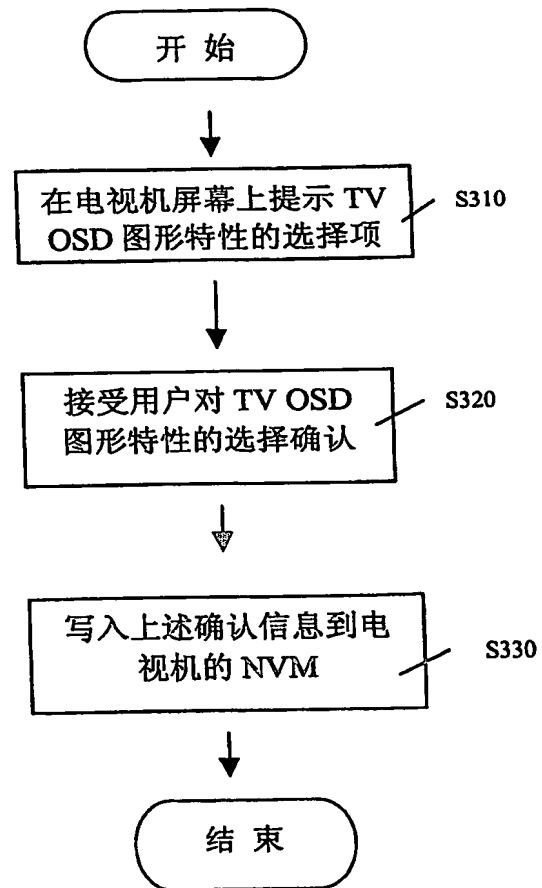 开 始
在电视机屏幕上提示 TV
OSD 图形特性的选择项
S310
接受用户对 TV OSD
图形特性的选择确认
S320
写入上述确认信息到电
视机的 NVM
S330
结 束